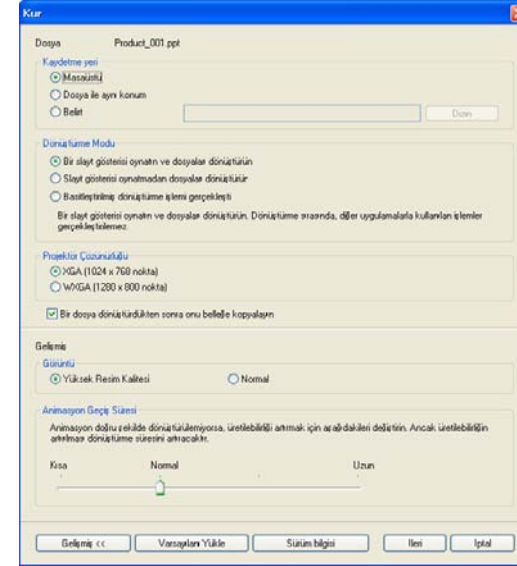 Kur
Dosya Product_001.ppt
Kaydetme yeri
Masaüstü
Dosya ile aynı konum
Belirt
Dizin
Dönüştürme Modu
Bir slayt gösterisi oynatın ve dosyaları dönüştürün
Slayt gösterisi oynatmadan dosyaları dönüştürür
Basitleştirilmiş dönüştürme işlemi gerçekleşti
Bir slayt gösterisi oynatın ve dosyaları dönüştürün. Dönüştürme sırasında, diğer uygulamalarla kullanılan işlemler
gerçekleştirilemez.
Projektör Çözünürlüğü
XGA (1024 x 768 nokta)
WXGA (1280 x 800 nokta)
Bir dosya dönüştürdükten sonra onu belleğe kopyalayın
Gelişmiş
Görüntü
Yüksek Resim Kalitesi Normal
Animasyon Geçiş Süresi
Animasyon doğru şekilde dönüştürülemiyorsa, üretilebilirliği artırmak için aşağıdakileri değiştirin. Ancak üretilebilirliğin
artırılması dönüştürme süresini artıracaktır.
Kısa Normal Uzun
Gelişmiş << Varsayılanı Yükle Sürüm bilgisi İleri İptal